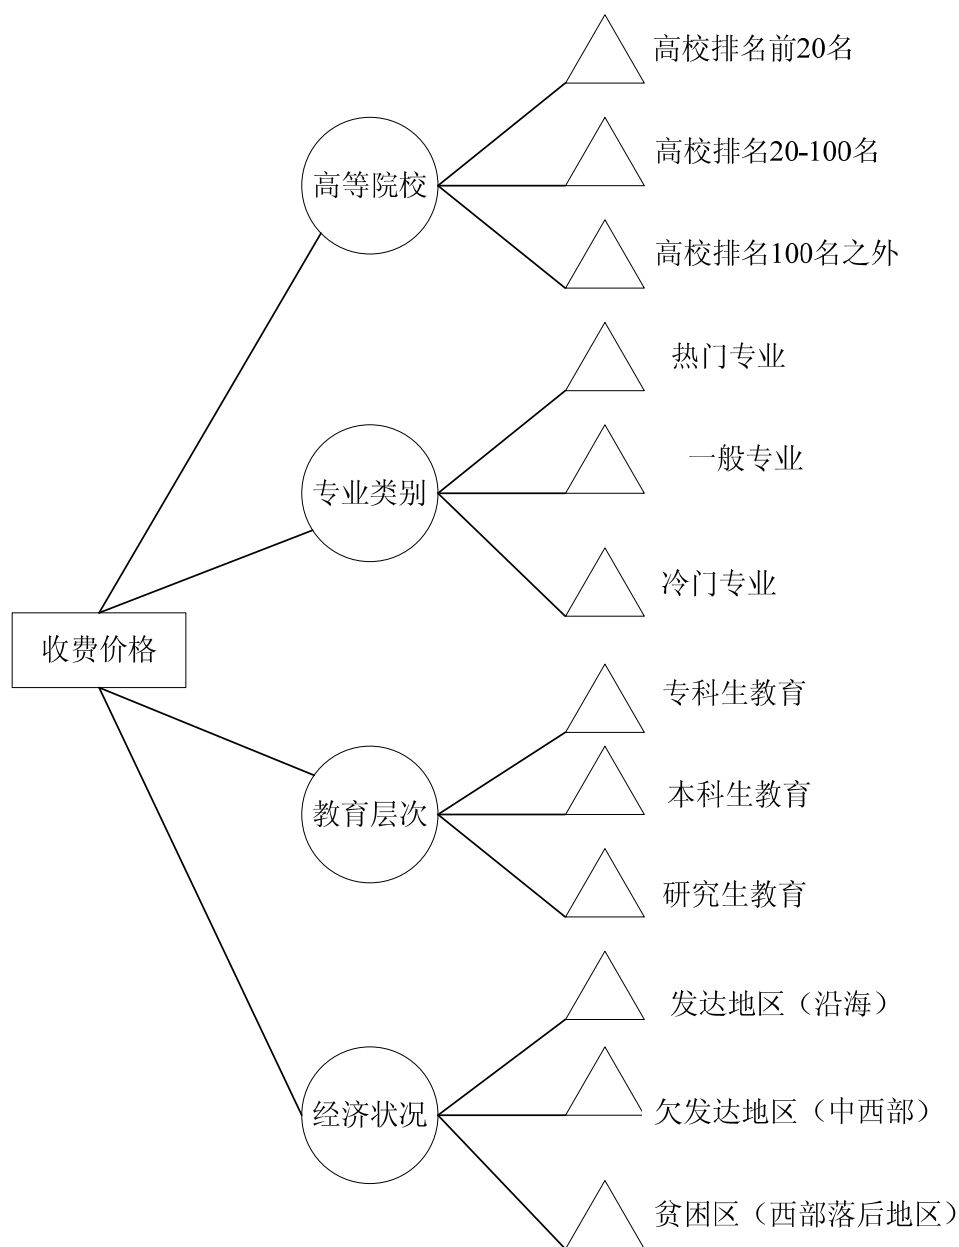 高校排名前20名
高校排名20-100名
高等院校
高校排名100名之外
热门专业
一般专业
专业类别
冷门专业
收费价格
专科生教育
本科生教育
教育层次
研究生教育
发达地区（沿海）
欠发达地区（中西部）
经济状况
贫困区（西部落后地区）